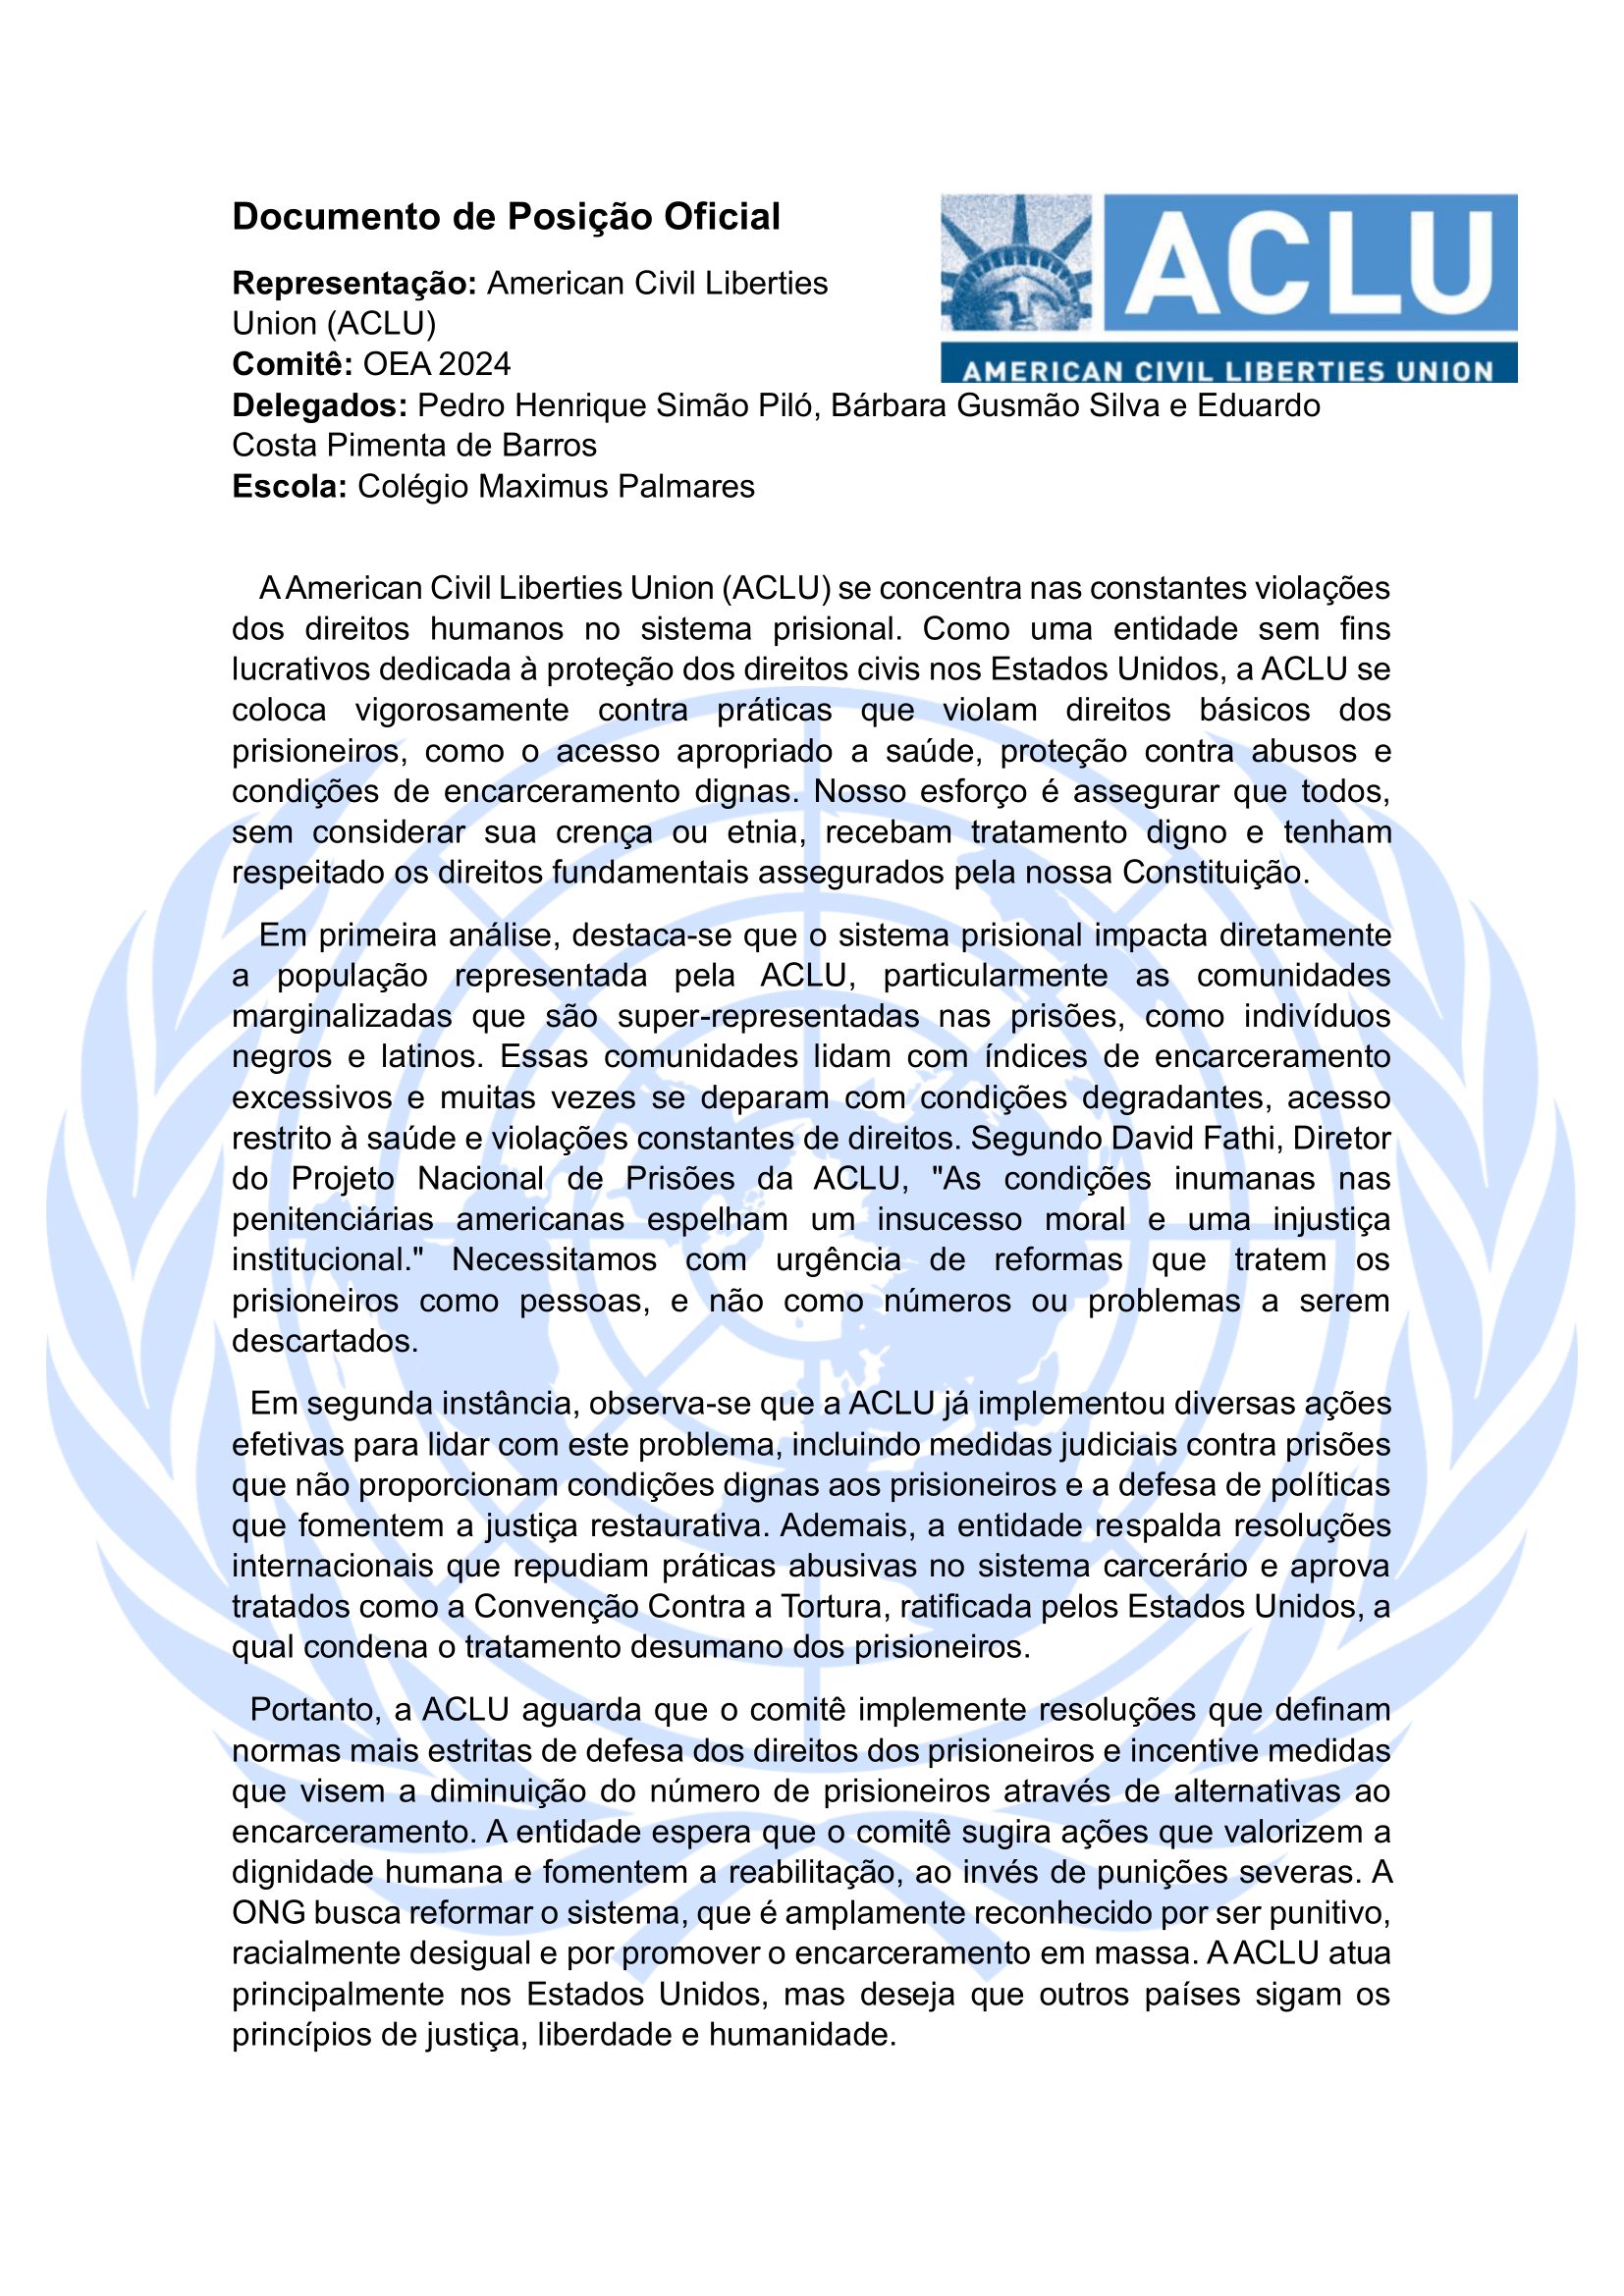 Documento de Posição Oficial
ACLU
AMERICAN CIVIL LIBERTIES UNION
Representação: American Civil Liberties
Union (ACLU)
Comitê: OEA 2024
Delegados: Pedro Henrique Simão Piló, Bárbara Gusmão Silva e Eduardo
Costa Pimenta de Barros
Escola: Colégio Maximus Palmares
A American Civil Liberties Union (ACLU) se concentra nas constantes violações
dos direitos humanos no sistema prisional. Como uma entidade sem fins
lucrativos dedicada à proteção dos direitos civis nos Estados Unidos, a ACLU se
coloca vigorosamente contra práticas que violam direitos básicos dos
prisioneiros, como o acesso apropriado a saúde, proteção contra abusos e
condições de encarceramento dignas. Nosso esforço é assegurar que todos,
sem considerar sua crença ou etnia, recebam tratamento digno e tenham
respeitado os direitos fundamentais assegurados pela nossa Constituição.
Em primeira análise, destaca-se que o sistema prisional impacta diretamente
a população representada pela ACLU, particularmente as comunidades
marginalizadas que são super-representadas nas prisões, como indivíduos
negros e latinos. Essas comunidades lidam com índices de encarceramento
excessivos e muitas vezes se deparam com condições degradantes, acesso
restrito à saúde e violações constantes de direitos. Segundo David Fathi, Diretor
do Projeto Nacional de Prisões da ACLU, "As condições inumanas nas
penitenciárias americanas espelham um insucesso moral e uma injustiça
institucional." Necessitamos com urgência de reformas que tratem os
prisioneiros como pessoas, e não como números ou problemas a serem
descartados.
Em segunda instância, observa-se que a ACLU já implementou diversas ações
efetivas para lidar com este problema, incluindo medidas judiciais contra prisões
que não proporcionam condições dignas aos prisioneiros e a defesa de políticas
que fomentem a justiça restaurativa. Ademais, a entidade respalda resoluções
internacionais que repudiam práticas abusivas no sistema carcerário e aprova
tratados como a Convenção Contra a Tortura, ratificada pelos Estados Unidos, a
qual condena o tratamento desumano dos prisioneiros.
Portanto, a ACLU aguarda que o comitê implemente resoluções que definam
normas mais estritas de defesa dos direitos dos prisioneiros e incentive medidas
que visem a diminuição do número de prisioneiros através de alternativas ao
encarceramento. A entidade espera que o comitê sugira ações que valorizem a
dignidade humana e fomentem a reabilitação, ao invés de punições severas. A
ONG busca reformar o sistema, que é amplamente reconhecido por ser punitivo,
racialmente desigual e por promover o encarceramento em massa. A ACLU atua
principalmente nos Estados Unidos, mas deseja que outros países sigam os
princípios de justiça, liberdade e humanidade.